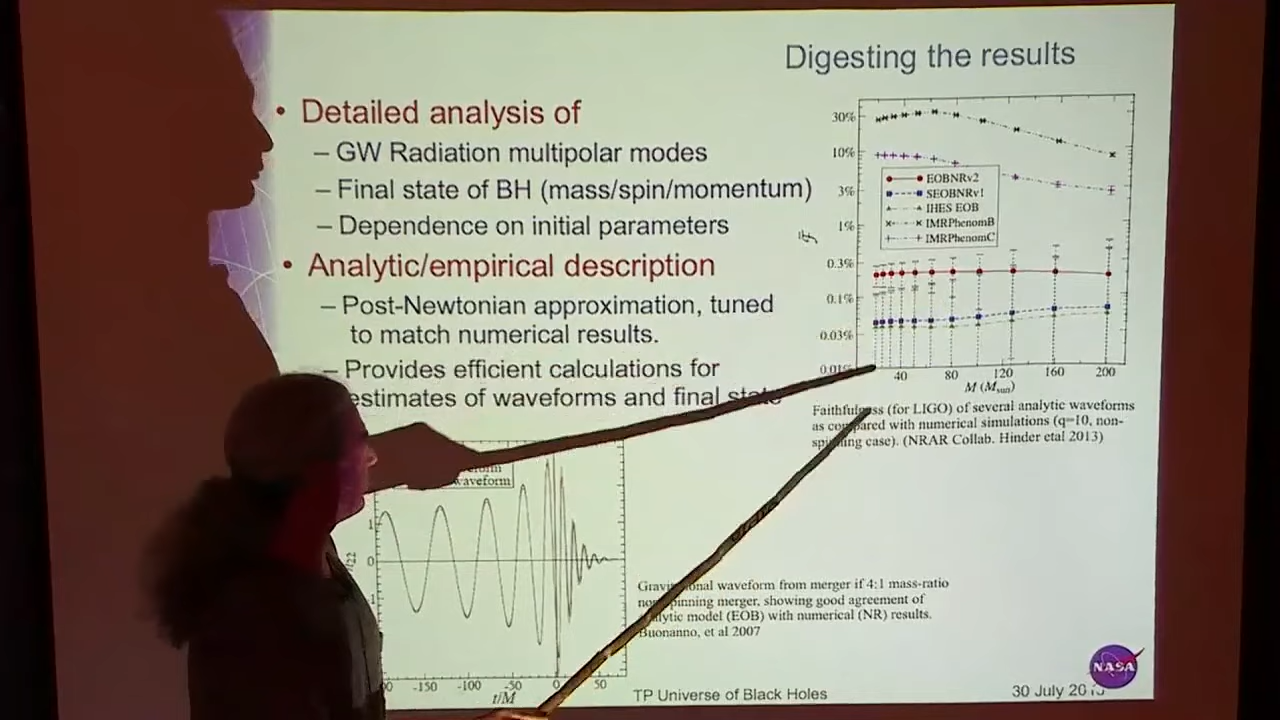 Digesting the results
• Detailed analysis of
– GW Radiation multipolar modes
– Final state of BH (mass/spin/momentum)
– Dependence on initial parameters
• Analytic/empirical description
– Post-Newtonian approximation, tuned
to match numerical results.
– Provides efficient calculations for
estimates of waveforms and final state
30%
10%
3%
1%
0.3%
0.1%
0.03%
0.01%
EOBNRv2
SEOBNRv1
IHES EOB
IMRPhenomB
IMRPhenomC
40 80 120 160 200
M (Msun)
Faithfulness (for LIGO) of several analytic waveforms
as compared with numerical simulations (q=10, non-
spinning case). (NRAR Collab. Hinder etal 2013)
waveform
1
0
-1
-150 -100 -50 0 50
t/M
Gravitational waveform from merger if 4:1 mass-ratio
merger, showing good agreement of
analytic model (EOB) with numerical (NR) results.
Buonanno, et al 2007
NASA
TP Universe of Black Holes
30 July